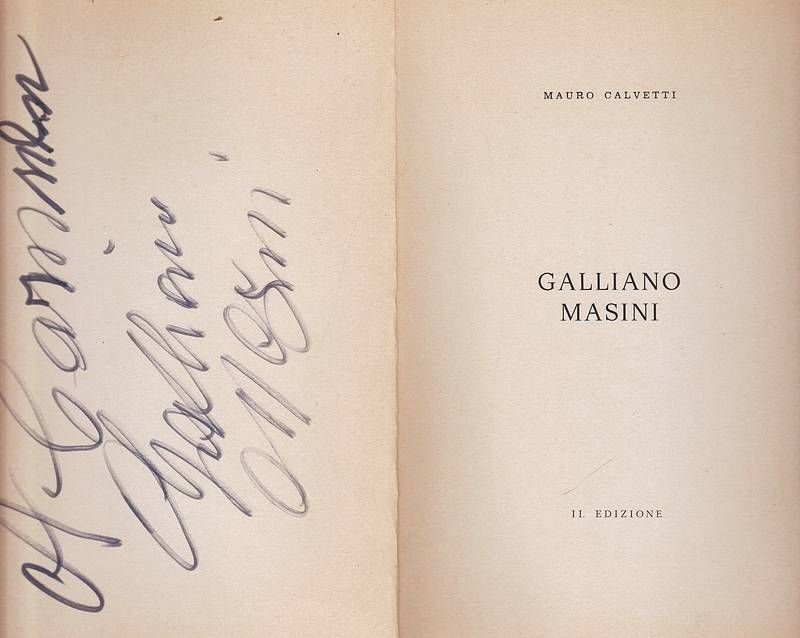 Galliano
Masini
MAURO CALVETTI
GALLIANO
MASINI
II. EDIZIONE